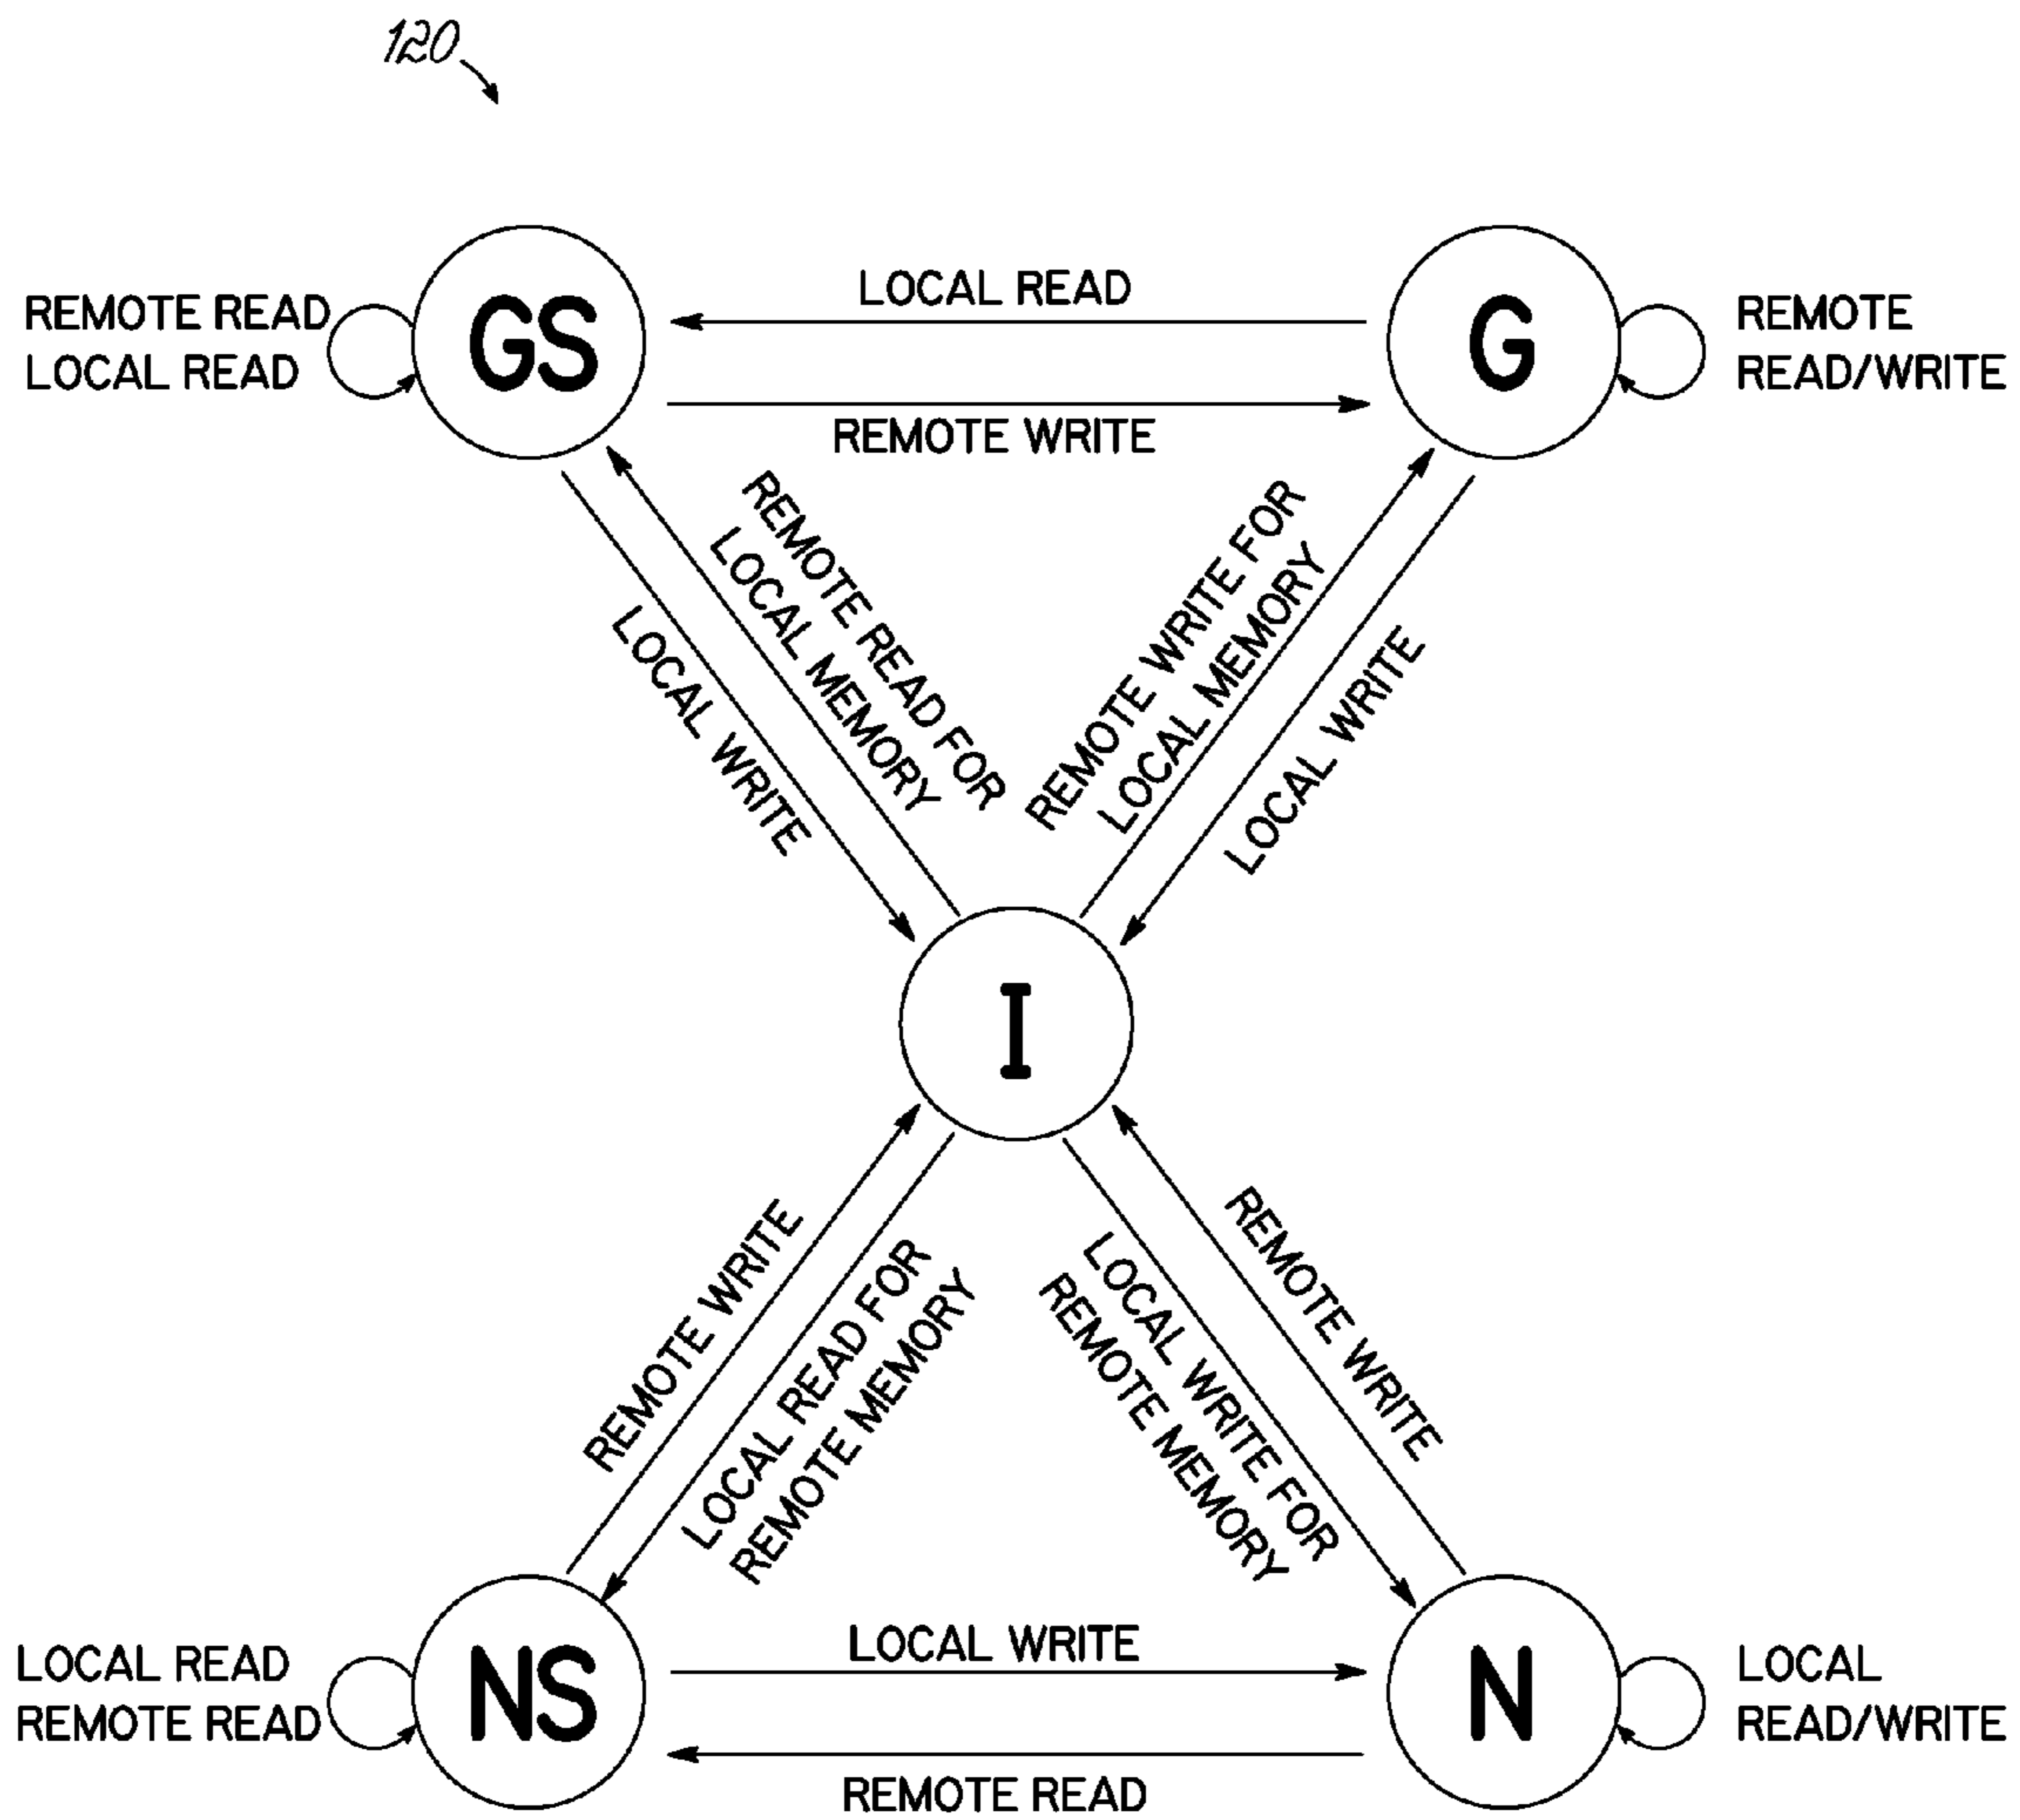 120
LOCAL READ
REMOTE READ
LOCAL READ
GS
G
REMOTE
READ/WRITE
REMOTE WRITE
REMOTE READ FOR
LOCAL MEMORY
REMOTE WRITE FOR
LOCAL MEMORY
LOCAL WRITE
LOCAL WRITE
I
REMOTE WRITE
LOCAL READ FOR
REMOTE MEMORY
LOCAL WRITE FOR
REMOTE MEMORY
REMOTE WRITE
LOCAL WRITE
LOCAL READ
REMOTE READ
NS
N
LOCAL
READ/WRITE
REMOTE READ